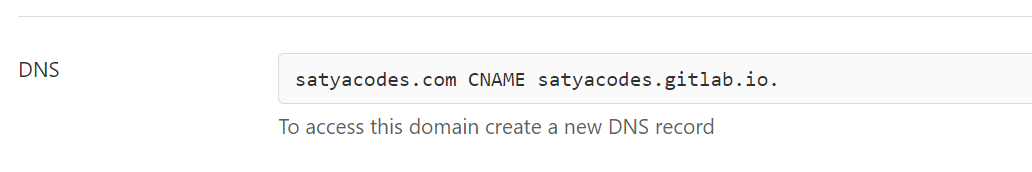 DNS
satyacodes.com CNAME satyacodes.gitlab.io.
To access this domain create a new DNS record